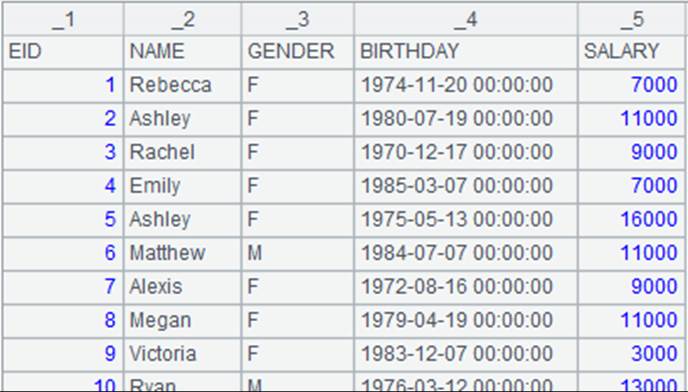 _1 _2 _3 _4 _5
EID NAME GENDER BIRTHDAY SALARY
1 Rebecca F 1974-11-20 00:00:00 7000
2 Ashley F 1980-07-19 00:00:00 11000
3 Rachel F 1970-12-17 00:00:00 9000
4 Emily F 1985-03-07 00:00:00 7000
5 Ashley F 1975-05-13 00:00:00 16000
6 Matthew M 1984-07-07 00:00:00 11000
7 Alexis F 1972-08-16 00:00:00 9000
8 Megan F 1979-04-19 00:00:00 11000
9 Victoria F 1983-12-07 00:00:00 3000
10 Ryan M 1976-03-12 00:00:00 13000